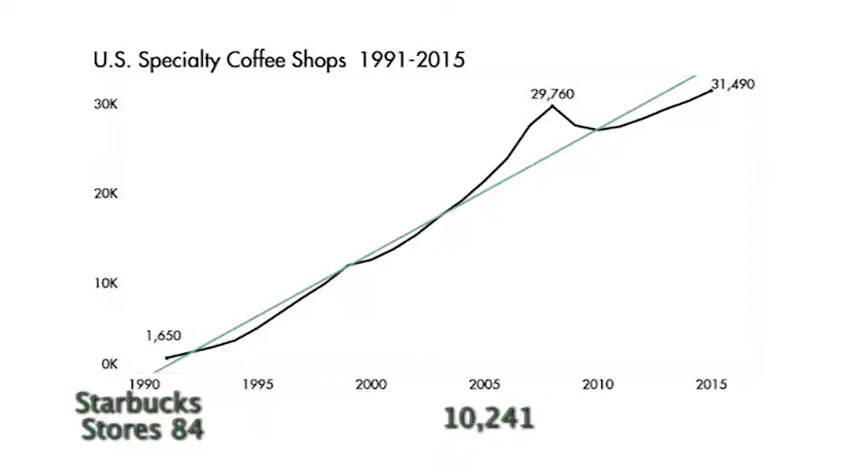 U.S. Specialty Coffee Shops 1991-2015
30K
29,760
31,490
20K
10K
1,650
0K
1990 1995 2000 2005 2010 2015
Starbucks
Stores 84
10,241